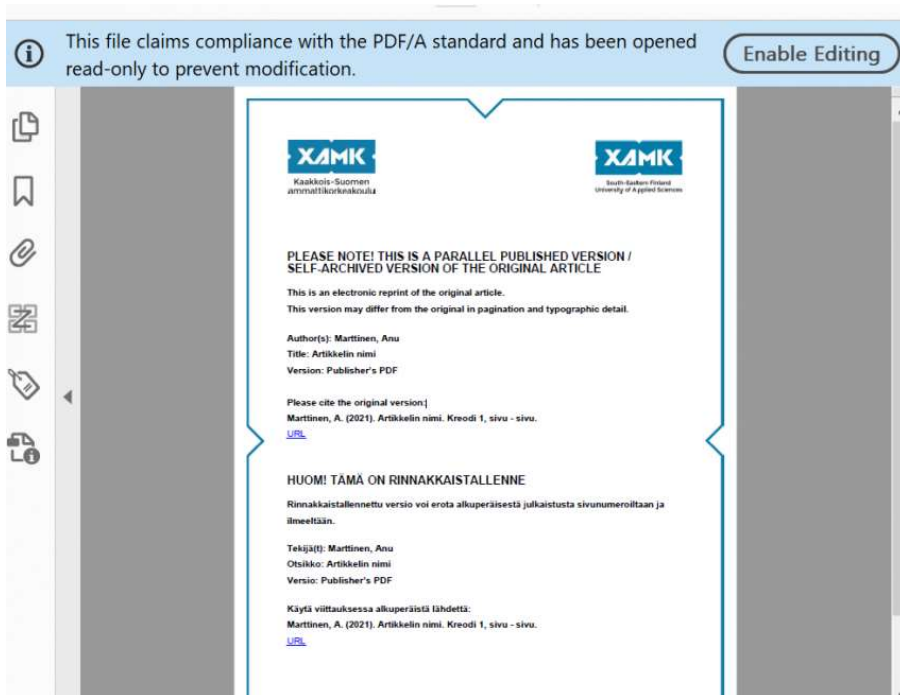 This file claims compliance with the PDF/A standard and has been opened
read-only to prevent modification.
Enable Editing
XAMK
Kaakkois-Suomen
ammattikorkeakoulu
XAMK
South-Eastern Finland
University of Applied Sciences
PLEASE NOTE! THIS IS A PARALLEL PUBLISHED VERSION /
SELF-ARCHIVED VERSION OF THE ORIGINAL ARTICLE
This is an electronic reprint of the original article.
This version may differ from the original in pagination and typographic detail.
Author(s): Marttinen, Anu
Title: Artikkelin nimi
Version: Publisher's PDF
Please cite the original version:
Marttinen, A. (2021). Artikkelin nimi. Kreodi 1, sivu - sivu.
URL
HUOM! TÄMÄ ON RINNAKKAISTALLENNE
Rinnakkaistallennettu versio voi erota alkuperäisestä julkaistusta sivunumeroiltaan ja
ilmeeltään.
Tekijä(t): Marttinen, Anu
Otsikko: Artikkelin nimi
Versio: Publisher's PDF
Käytä viittauksessa alkuperäistä lähdettä:
Marttinen, A. (2021). Artikkelin nimi. Kreodi 1, sivu - sivu.
URL